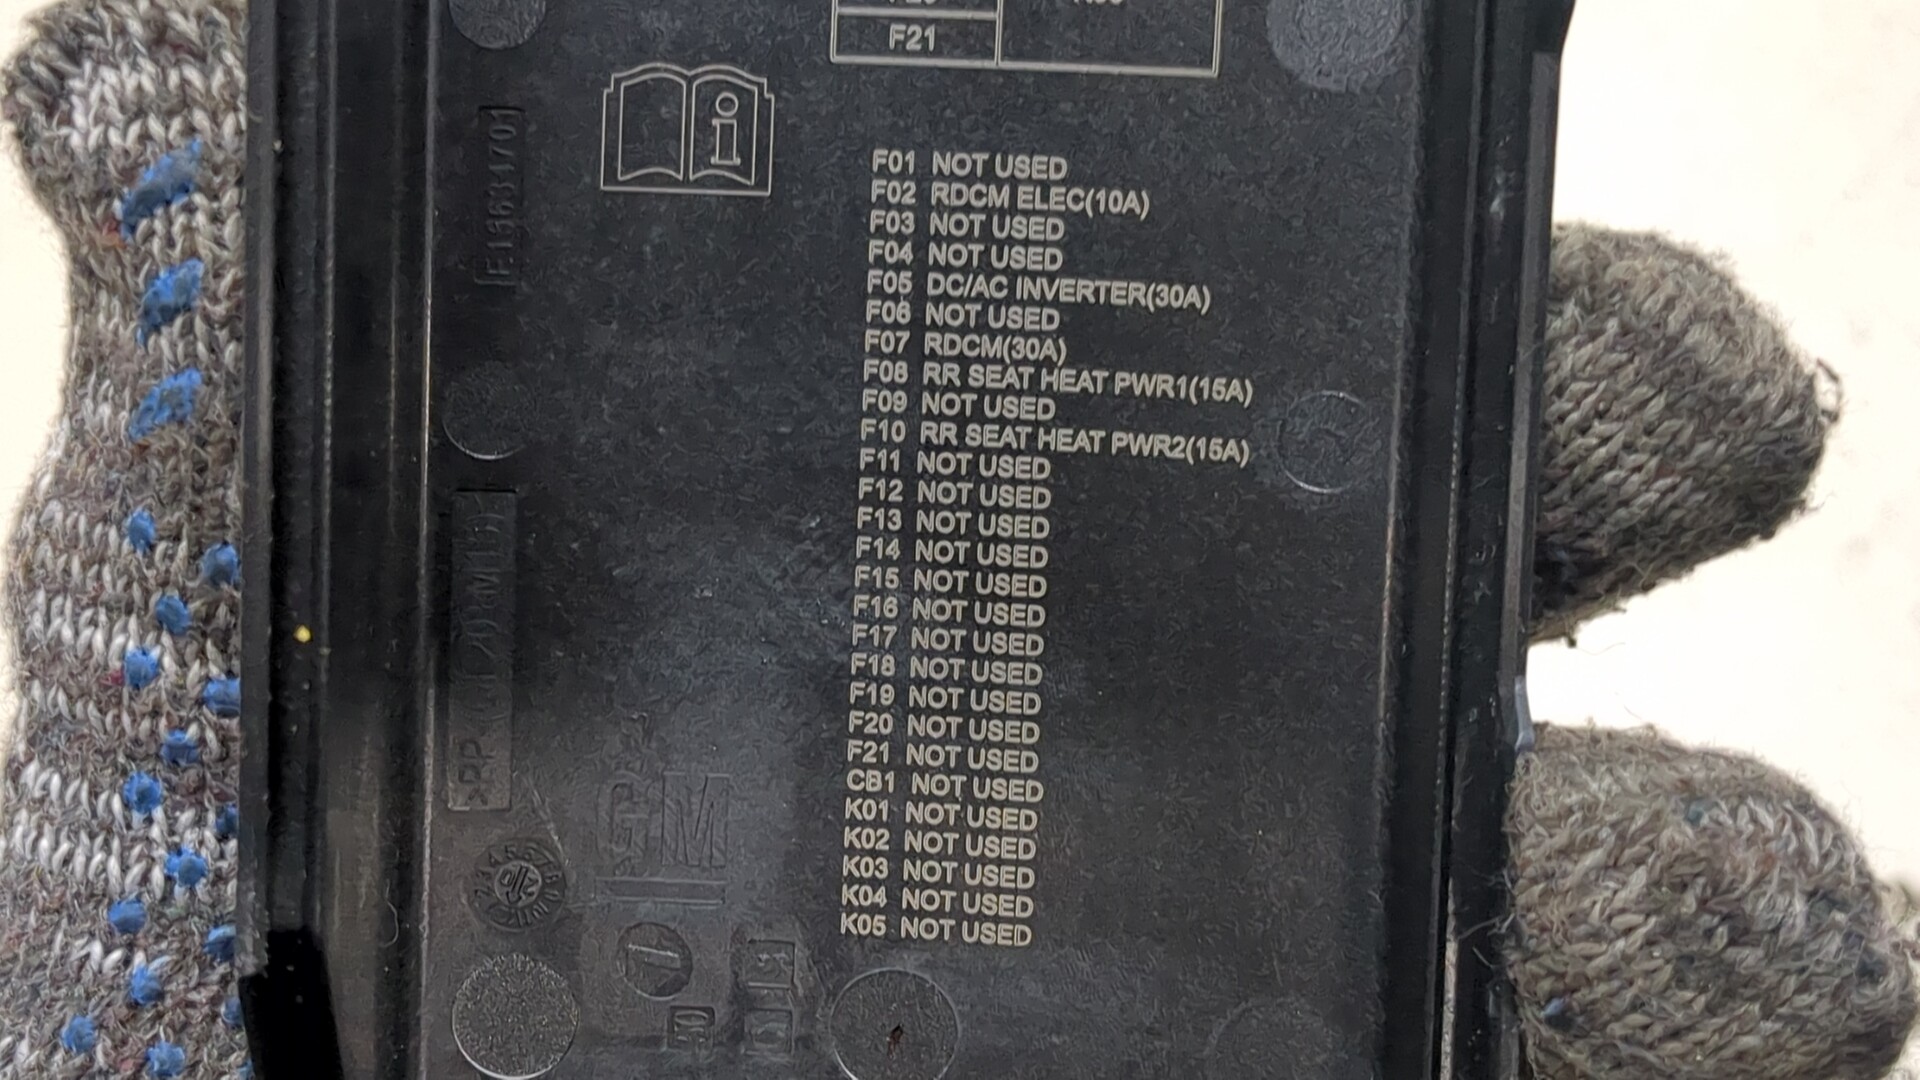 F21
i
F01 NOT USED
F02 RDCM ELEC(10A)
F03 NOT USED
F04 NOT USED
F05 DC/AC INVERTER(30A)
F06 NOT USED
F07 RDCM(30A)
F08 RR SEAT HEAT PWR1(15A)
F09 NOT USED
F10 RR SEAT HEAT PWR2(15A)
F11 NOT USED
F12 NOT USED
F13 NOT USED
F14 NOT USED
F15 NOT USED
F16 NOT USED
F17 NOT USED
F18 NOT USED
F19 NOT USED
F20 NOT USED
F21 NOT USED
CB1 NOT USED
K01 NOT USED
K02 NOT USED
K03 NOT USED
K04 NOT USED
K05 NOT USED
GM